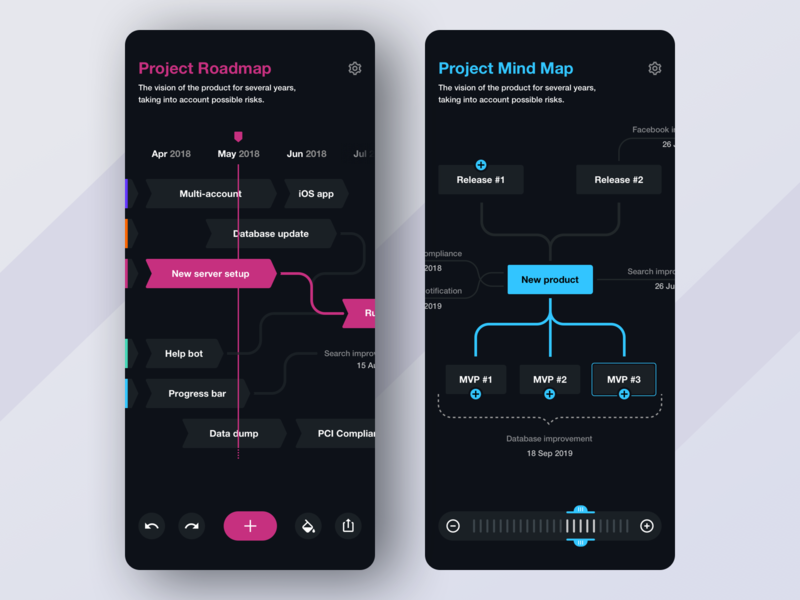 Project Roadmap
The vision of the product for several years,
taking into account possible risks.
Apr 2018
May 2018
Jun 2018
Jul
Multi-account
iOS app
Database update
New server setup
Ru
Help bot
Search improv
15 Au
Progress bar
Data dump
PCI Complian
Project Mind Map
The vision of the product for several years,
taking into account possible risks.
Facebook i
26 J
Release #1
Release #2
ompliance
2018
New product
Search impro
26 Ju
otification
2019
MVP #1
MVP #2
MVP #3
Database improvement
18 Sep 2019